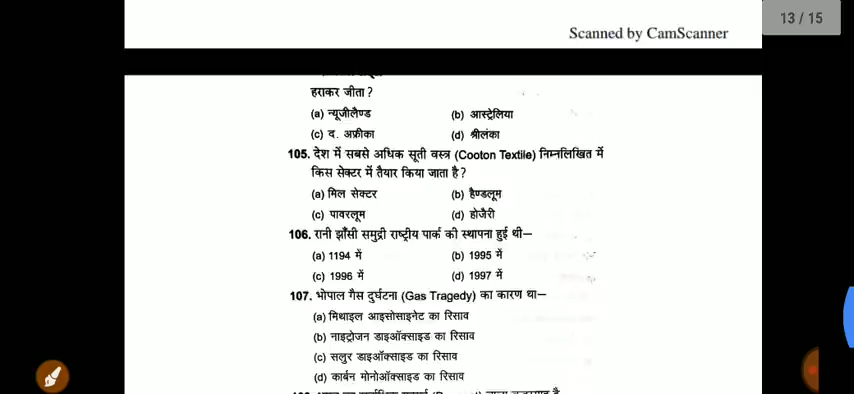 Scanned by CamScanner
13 / 15
हराकर जीता ?
(a) न्यूजीलैण्ड (b) आस्ट्रेलिया
(c) द. अफ्रीका (d) श्रीलंका
105. देश में सबसे अधिक सूती वस्त्र (Cooton Textile) निम्नलिखित में
किस सेक्टर में तैयार किया जाता है ?
(a) मिल सेक्टर (b) हैण्डलूम
(c) पावरलूम (d) होजैरी
106. रानी झाँसी समुद्री राष्ट्रीय पार्क की स्थापना हुई थी—
(a) 1194 में (b) 1995 में
(c) 1996 में (d) 1997 में
107. भोपाल गैस दुर्घटना (Gas Tragedy) का कारण था—
(a) मिथाइल आइसोसाइनेट का रिसाव
(b) नाइट्रोजन डाइऑक्साइड का रिसाव
(c) सलुर डाइऑक्साइड का रिसाव
(d) कार्बन मोनोऑक्साइड का रिसाव